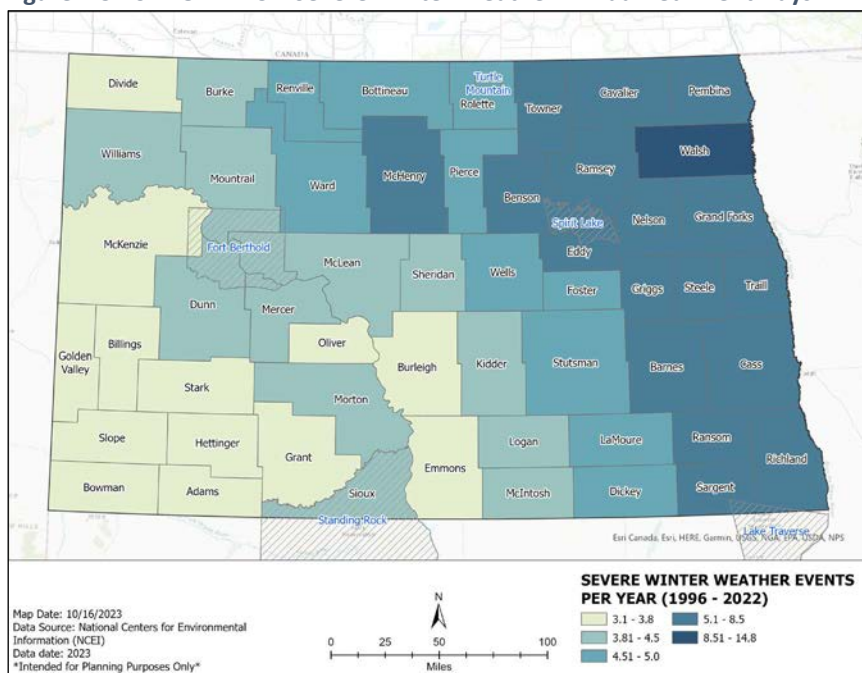 CANADA
Divide
Burke
Renville
Bottineau
Turtle
Mountain
Rolette
Towner
Cavalier
Pembina
Williams
Mountrail
Ward
McHenry
Pierce
Benson
Ramsey
Walsh
McKenzie
Fort Berthold
McLean
Sheridan
Wells
Spirit Lake
Eddy
Nelson
Grand Forks
Dunn
Mercer
Oliver
Foster
Griggs
Steele
Traill
Golden
Valley
Billings
Stark
Burleigh
Kidder
Stutsman
Barnes
Cass
Morton
Slope
Hettinger
Grant
Emmons
Logan
LaMoure
Ransom
Richland
Bowman
Adams
Sioux
McIntosh
Dickey
Sargent
Standing Rock
Lake Traverse
Esri Canada, Esri, HERE, Garmin, USGS, NGA, EPA, USDA, NPS
Map Date: 10/16/2023
Data Source: National Centers for Environmental
Information (NCEI)
Data date: 2023
*Intended for Planning Purposes Only*
N
0 25 50 100
Miles
SEVERE WINTER WEATHER EVENTS
PER YEAR (1996 - 2022)
3.1 - 3.8
3.81 - 4.5
4.51 - 5.0
5.1 - 8.5
8.51 - 14.8